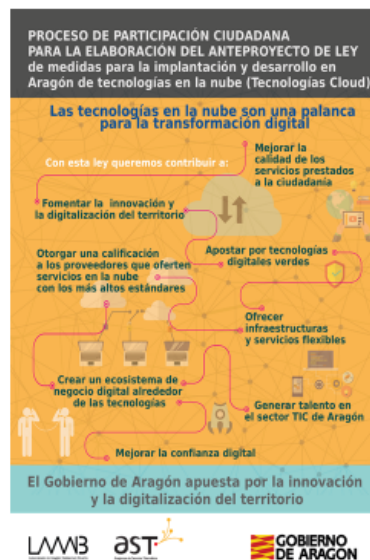 PROCESO DE PARTICIPACIÓN CIUDADANA
PARA LA ELABORACIÓN DEL ANTEPROYECTO DE LEY
de medidas para la implantación y desarrollo en
Aragón de tecnologías en la nube (Tecnologías Cloud)
Las tecnologías en la nube son una palanca
para la transformación digital
Con esta ley queremos contribuir a:
Mejorar la
calidad de los
servicios prestados
a la ciudadanía
Fomentar la innovación y
la digitalización del territorio
Otorgar una calificación
a los proveedores que oferten
servicios en la nube
con los más altos estándares
Apostar por tecnologías
digitales verdes
Ofrecer
infraestructuras
y servicios flexibles
Crear un ecosistema de
negocio digital alrededor
de las tecnologías
Generar talento en
el sector TIC de Aragón
Mejorar la confianza digital
El Gobierno de Aragón apuesta por la innovación
y la digitalización del territorio
LAAAB
aST
GOBIERNO
DE ARAGON